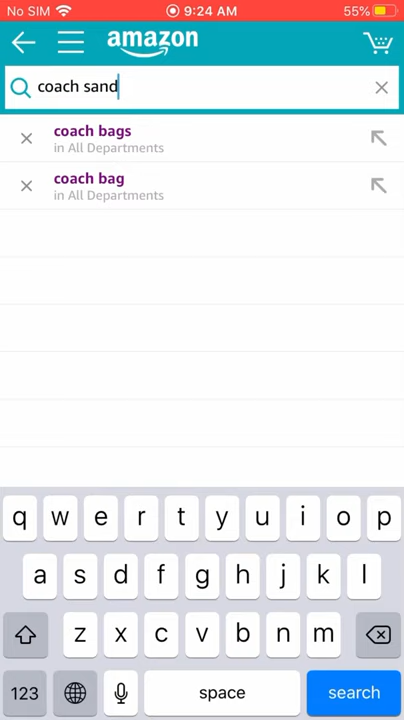 No SIM 9:24 AM 55%
amazon
coach sand
coach bags
in All Departments
coach bag
in All Departments
q w e r t y u i o p
a s d f g h j k l
z x c v b n m
123 space search